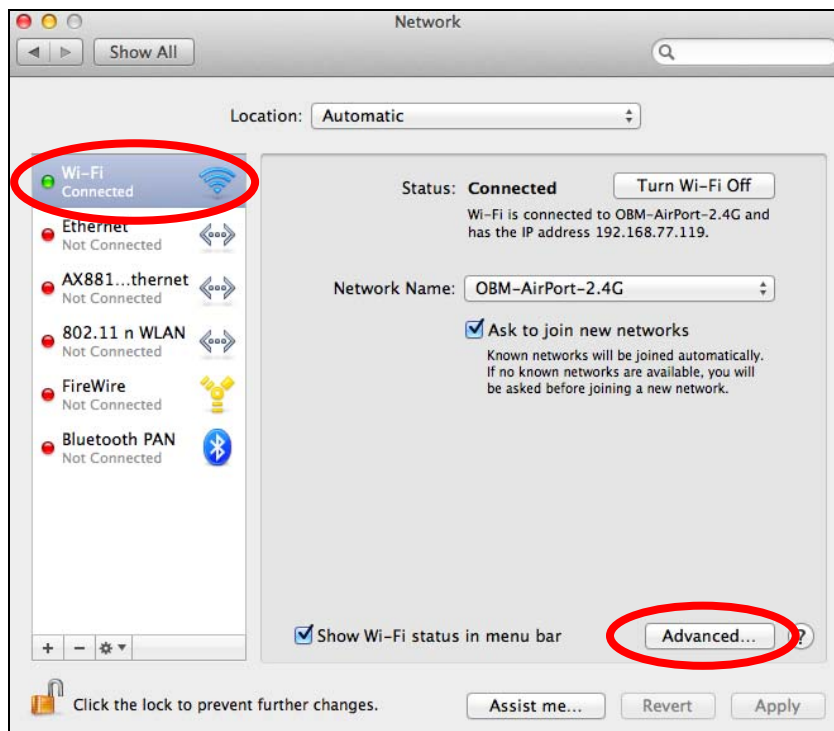 Network
Show All
Location: Automatic
Wi-Fi
Connected
Ethernet
Not Connected
AX881...thernet
Not Connected
802.11 n WLAN
Not Connected
FireWire
Not Connected
Bluetooth PAN
Not Connected
Status: Connected
Turn Wi-Fi Off
Wi-Fi is connected to OBM-AirPort-2.4G and
has the IP address 192.168.77.119.
Network Name: OBM-AirPort-2.4G
Ask to join new networks
Known networks will be joined automatically.
If no known networks are available, you will
be asked before joining a new network.
Show Wi-Fi status in menu bar
Advanced... ?
Click the lock to prevent further changes.
Assist me... Revert Apply